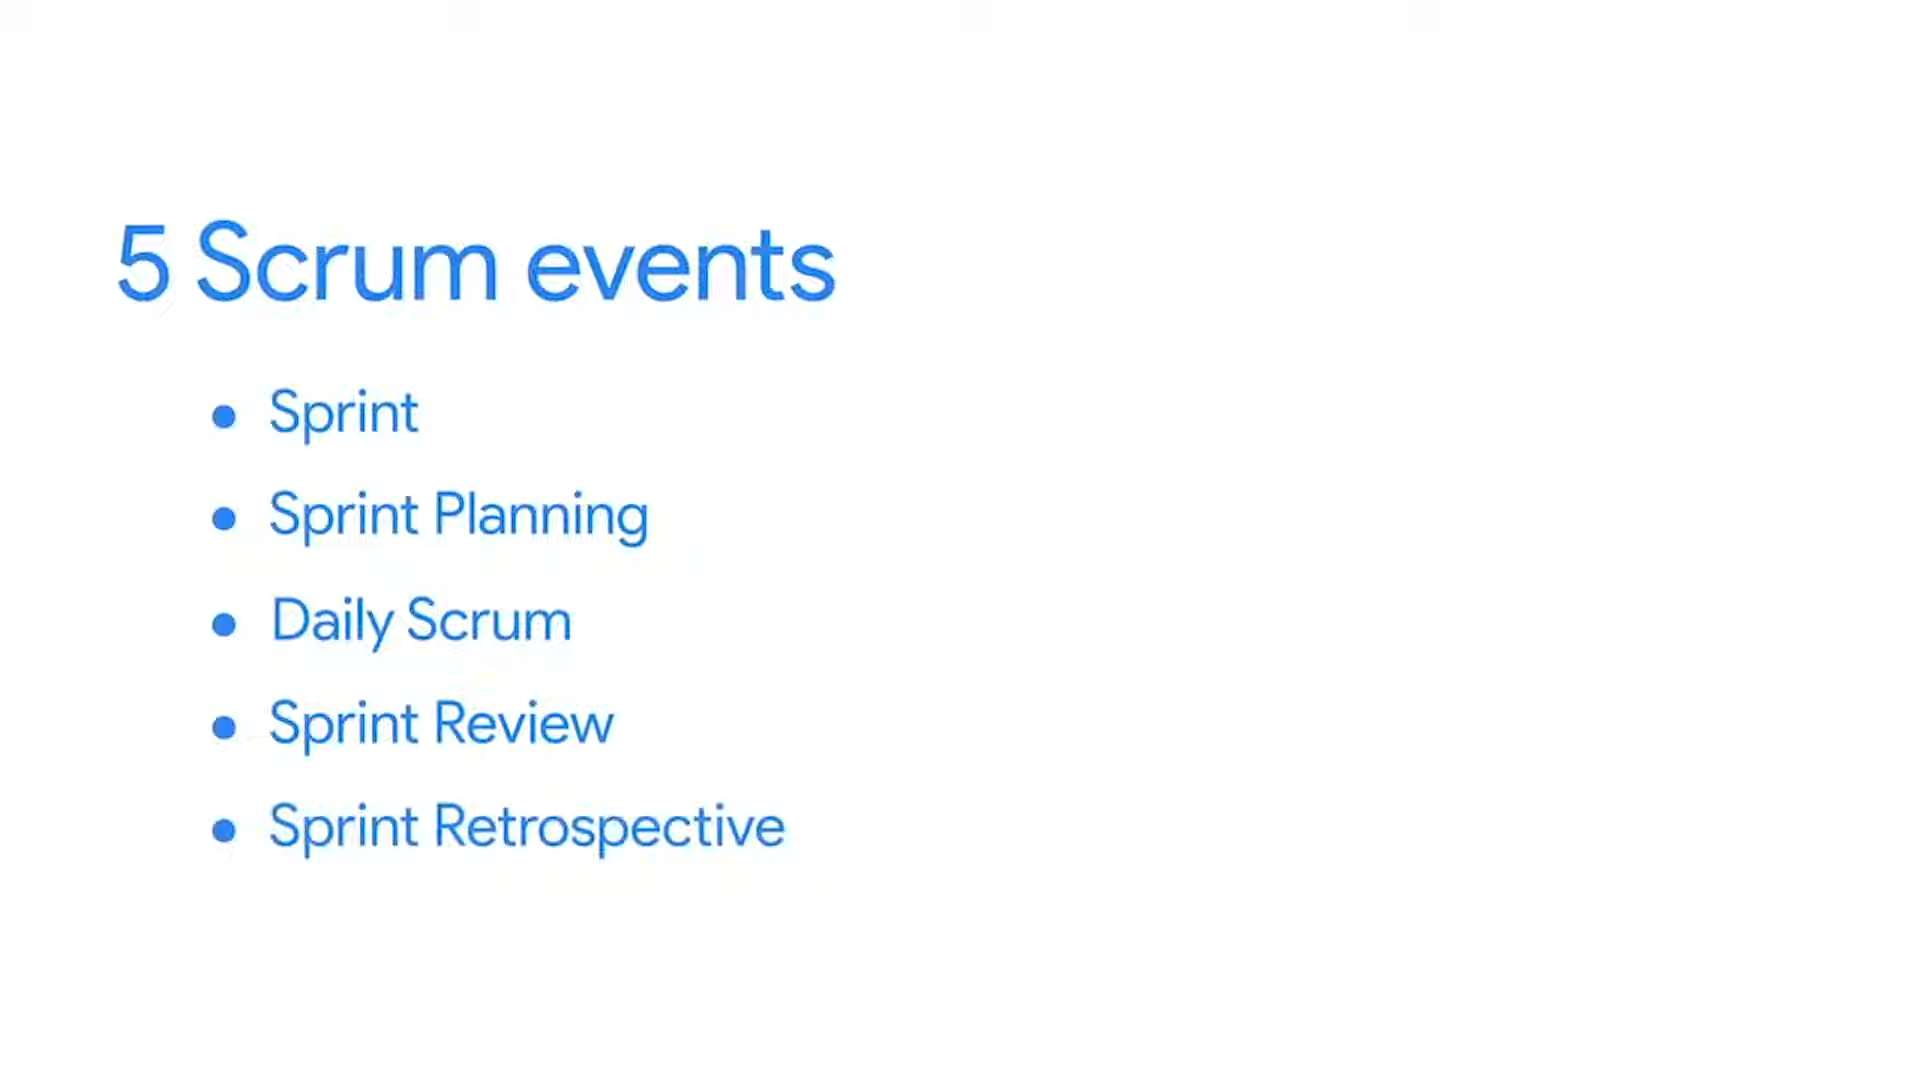 5 Scrum events
• Sprint
• Sprint Planning
• Daily Scrum
• Sprint Review
• Sprint Retrospective